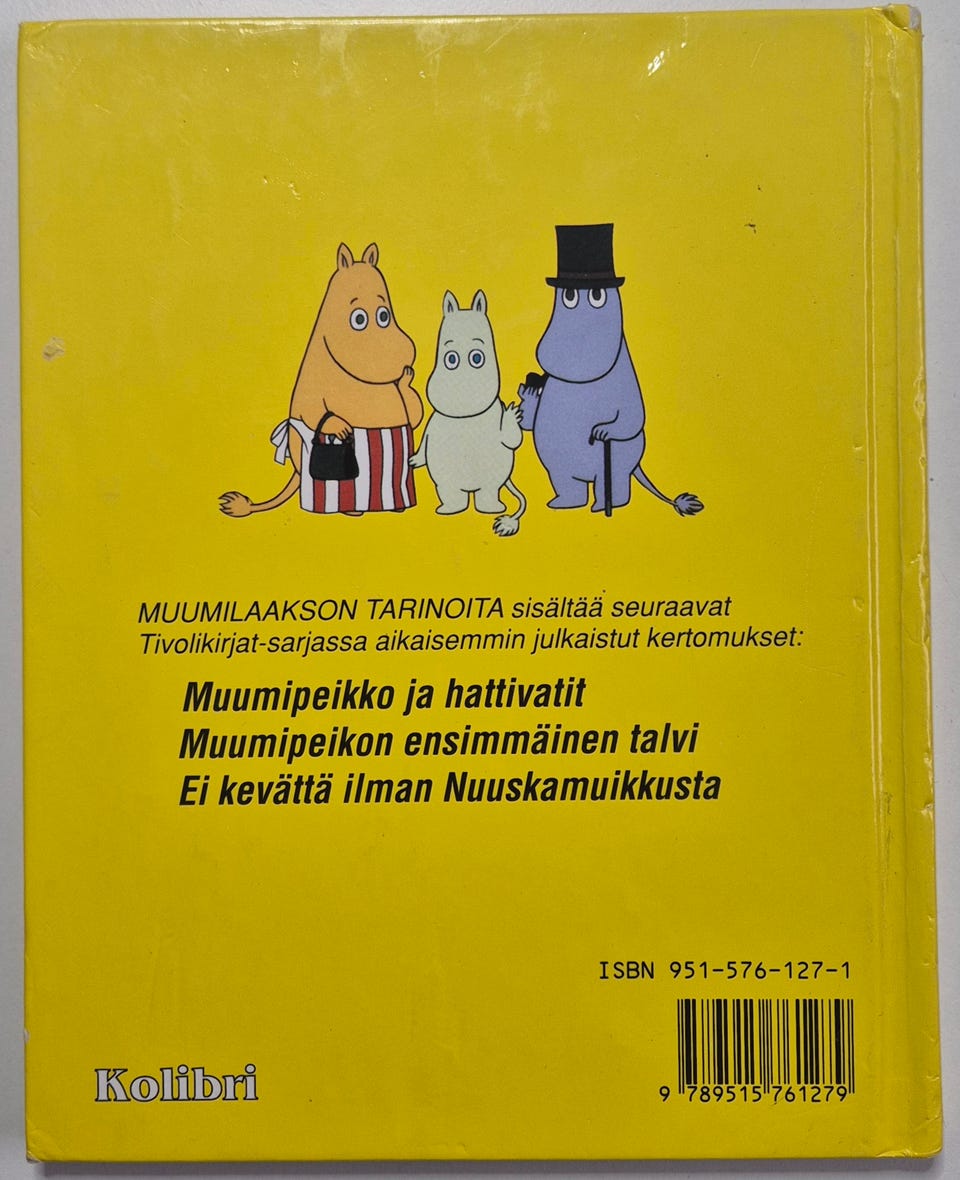 MUUMILAAKSON TARINOITA sisältää seuraavat
Tivolikirjat-sarjassa aikaisemmin julkaistut kertomukset:
Muumipeikko ja hattivatit
Muumipeikon ensimmäinen talvi
Ei kevättä ilman Nuuskamuikkusta
ISBN 951-576-127-1
9 789515 761279
Kolibri